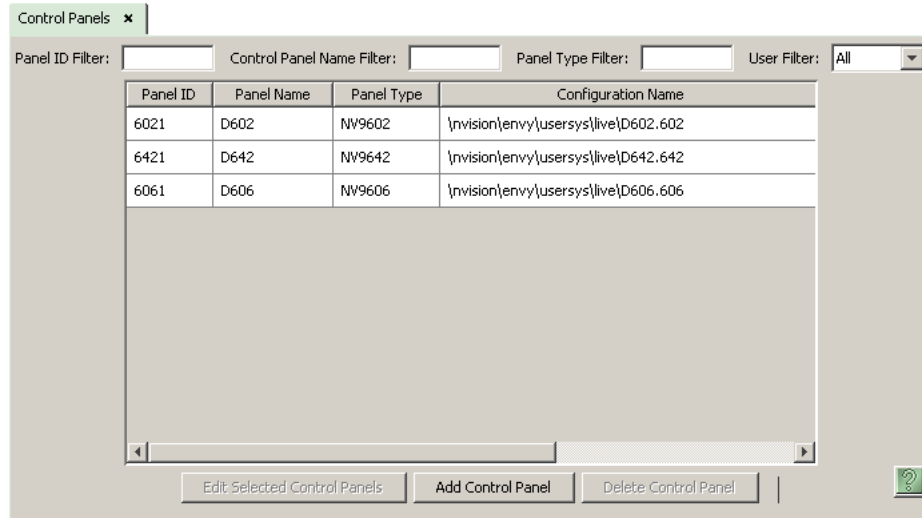 Control Panels ×
Panel ID Filter: Control Panel Name Filter: Panel Type Filter: User Filter: All
Panel ID Panel Name Panel Type Configuration Name
6021 D602 NV9602 \nvision\envy\usersys\live\D602.602
6421 D642 NV9642 \nvision\envy\usersys\live\D642.642
6061 D606 NV9606 \nvision\envy\usersys\live\D606.606
Edit Selected Control Panels Add Control Panel Delete Control Panel ?